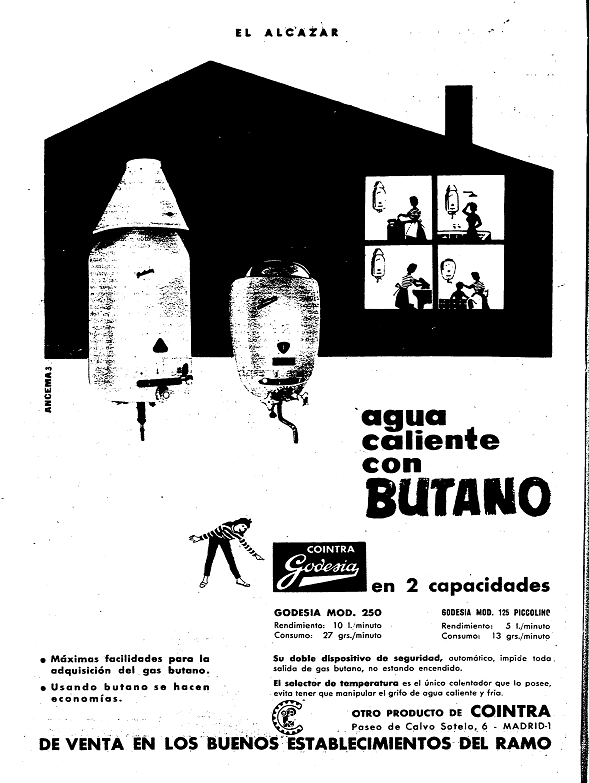 EL ALCAZAR
ANCEMA 3
agua
caliente
con
BUTANO
COINTRA
Godesia
en 2 capacidades
GODESIA MOD. 250
Rendimiento: 10 l./minuto
Consumo: 27 grs./minuto
GODESIA MOD. 125 PICCOLINO
Rendimiento: 5 l./minuto
Consumo: 13 grs./minuto
• Máximas facilidades para la
adquisición del gas butano.
• Usando butano se hacen
economías.
Su doble dispositivo de seguridad, automático, impide toda
salida de gas butano, no estando encendido.
El selector de temperatura es el único calentador que lo posee,
evita tener que manipular el grifo de agua caliente y fría.
OTRO PRODUCTO DE COINTRA
Paseo de Calvo Sotelo, 6 - MADRID-1
DE VENTA EN LOS BUENOS ESTABLECIMIENTOS DEL RAMO